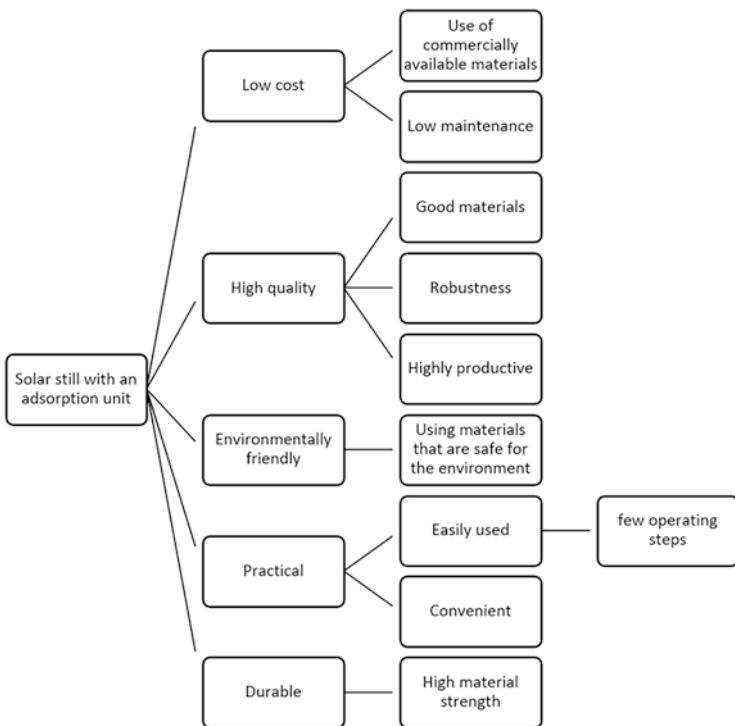 Use of
commercially
available materials
Low cost
Low maintenance
Good materials
High quality
Robustness
Highly productive
Solar still with an
adsorption unit
Environmentally
friendly
Using materials
that are safe for
the environment
Easily used
few operating
steps
Practical
Convenient
Durable
High material
strength